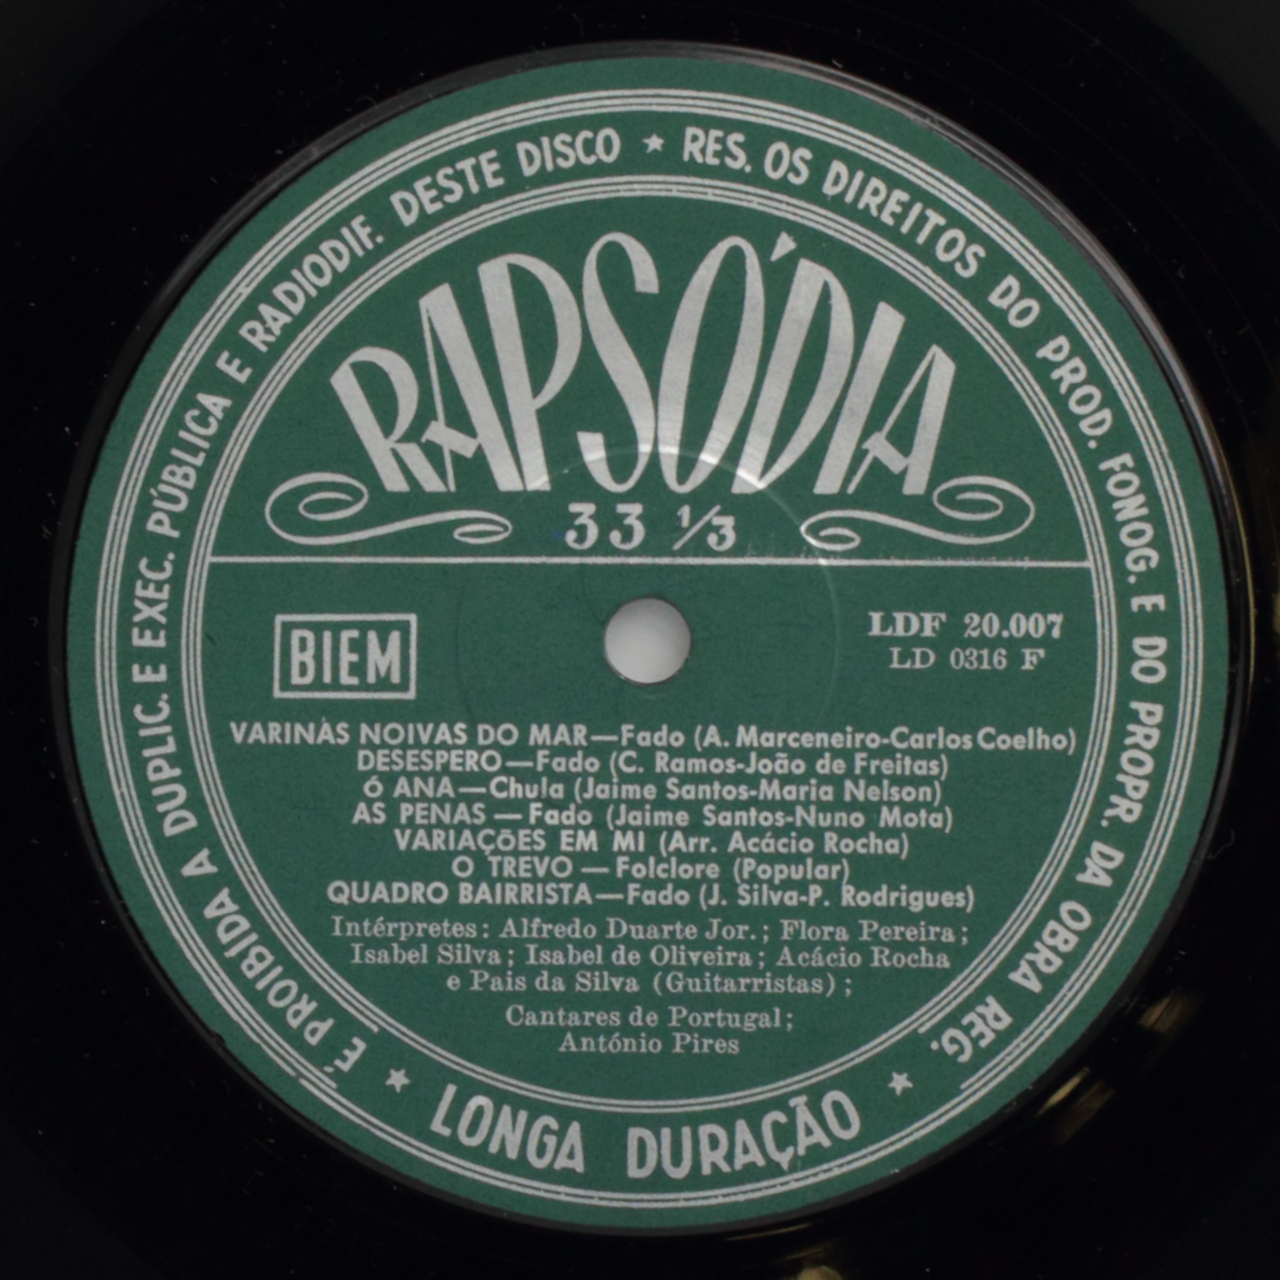 É PROIBÍDA A DUPLIC. E EXEC. PÚBLICA E RADIODIF. DESTE DISCO ★ RES. OS DIREITOS DO PROD. FONOG. E DO PROPR. DA OBRA REG.
RAPSÓDIA
33 1/3
BIEM
LDF 20.007
LD 0316 F
VARINAS NOIVAS DO MAR—Fado (A. Marceneiro-Carlos Coelho)
DESESPERO—Fado (C. Ramos-João de Freitas)
Ó ANA—Chula (Jaime Santos-Maria Nelson)
AS PENAS—Fado (Jaime Santos-Nuno Mota)
VARIAÇÕES EM MI (Arr. Acácio Rocha)
O TREVO—Folclore (Popular)
QUADRO BAIRRISTA—Fado (J. Silva-P. Rodrigues)
Intérpretes: Alfredo Duarte Jor.; Flora Pereira;
Isabel Silva; Isabel de Oliveira; Acácio Rocha
e Pais da Silva (Guitarristas);
Cantares de Portugal;
António Pires
★ LONGA DURAÇÃO ★